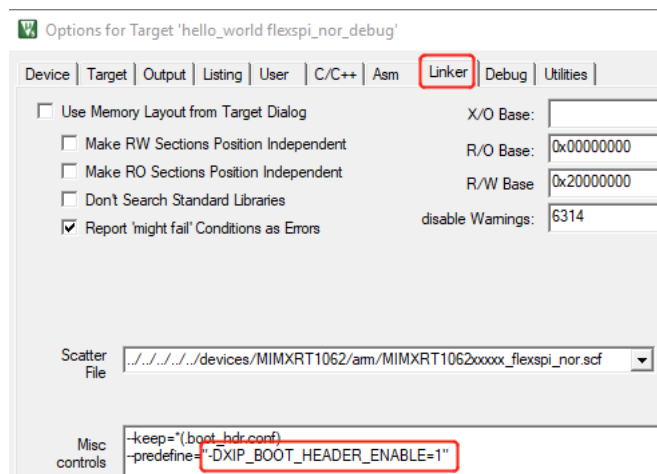 Options for Target 'hello_world flexspi_nor_debug'
Device Target Output Listing User C/C++ Asm Linker Debug Utilities
Use Memory Layout from Target Dialog
X/O Base:
Make RW Sections Position Independent
R/O Base: 0x00000000
Make RO Sections Position Independent
R/W Base 0x20000000
Don't Search Standard Libraries
disable Warnings: 6314
Report 'might fail' Conditions as Errors
Scatter File
../../../../../devices/MIMXRT1062/arm/MIMXRT1062xxxxx_flexspi_nor.scf
Misc controls
--keep=*(.boot_hdr.conf)
--predefine="-DXIP_BOOT_HEADER_ENABLE=1"